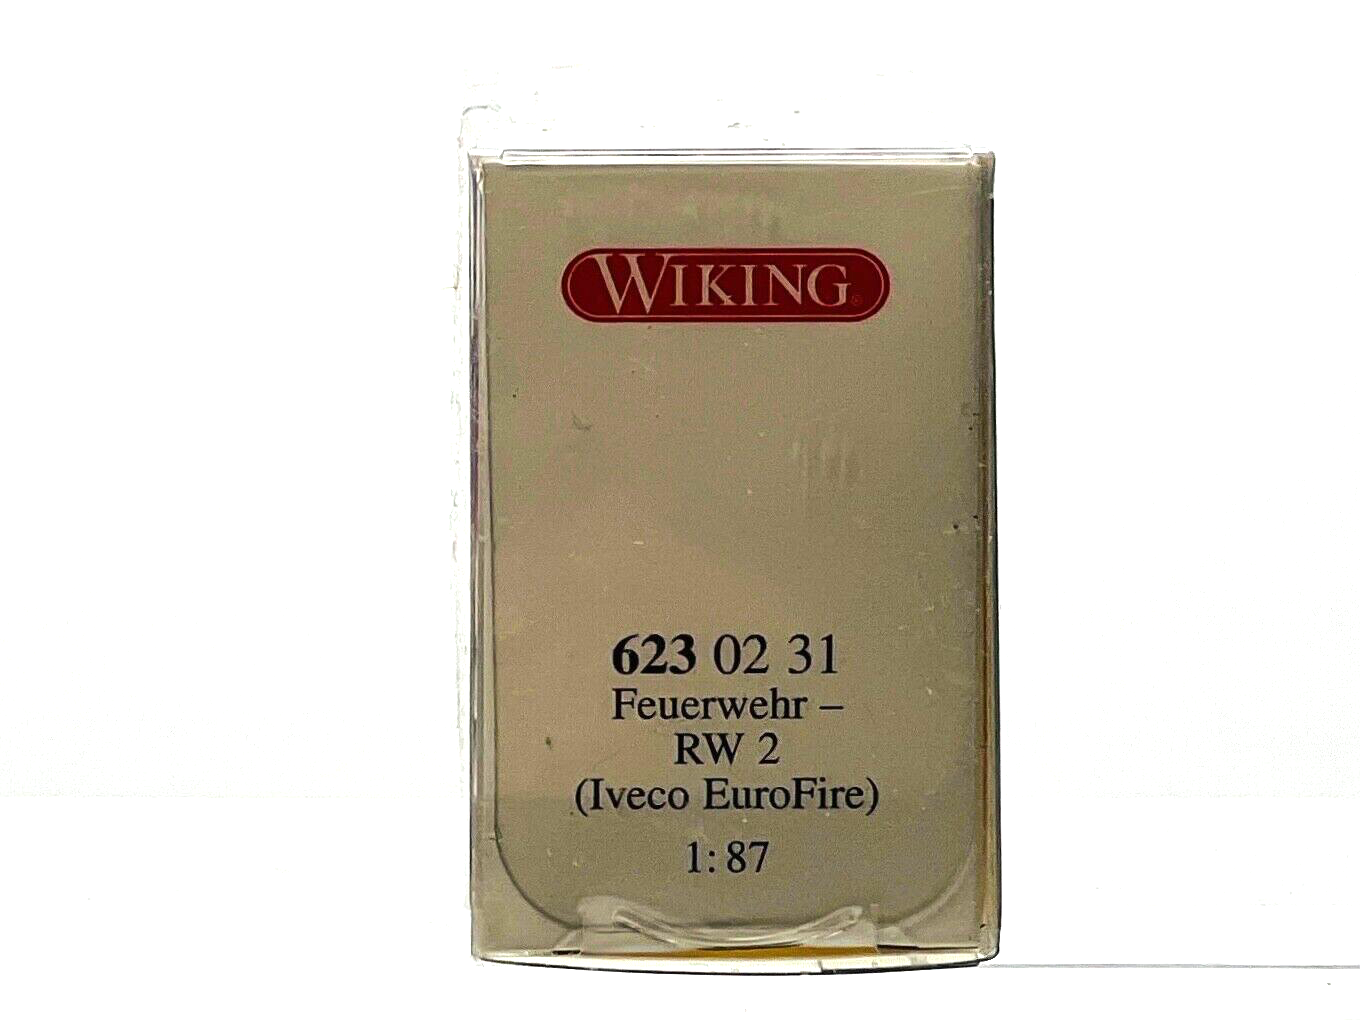 WIKING®
623 02 31
Feuerwehr –
RW 2
(Iveco EuroFire)
1:87